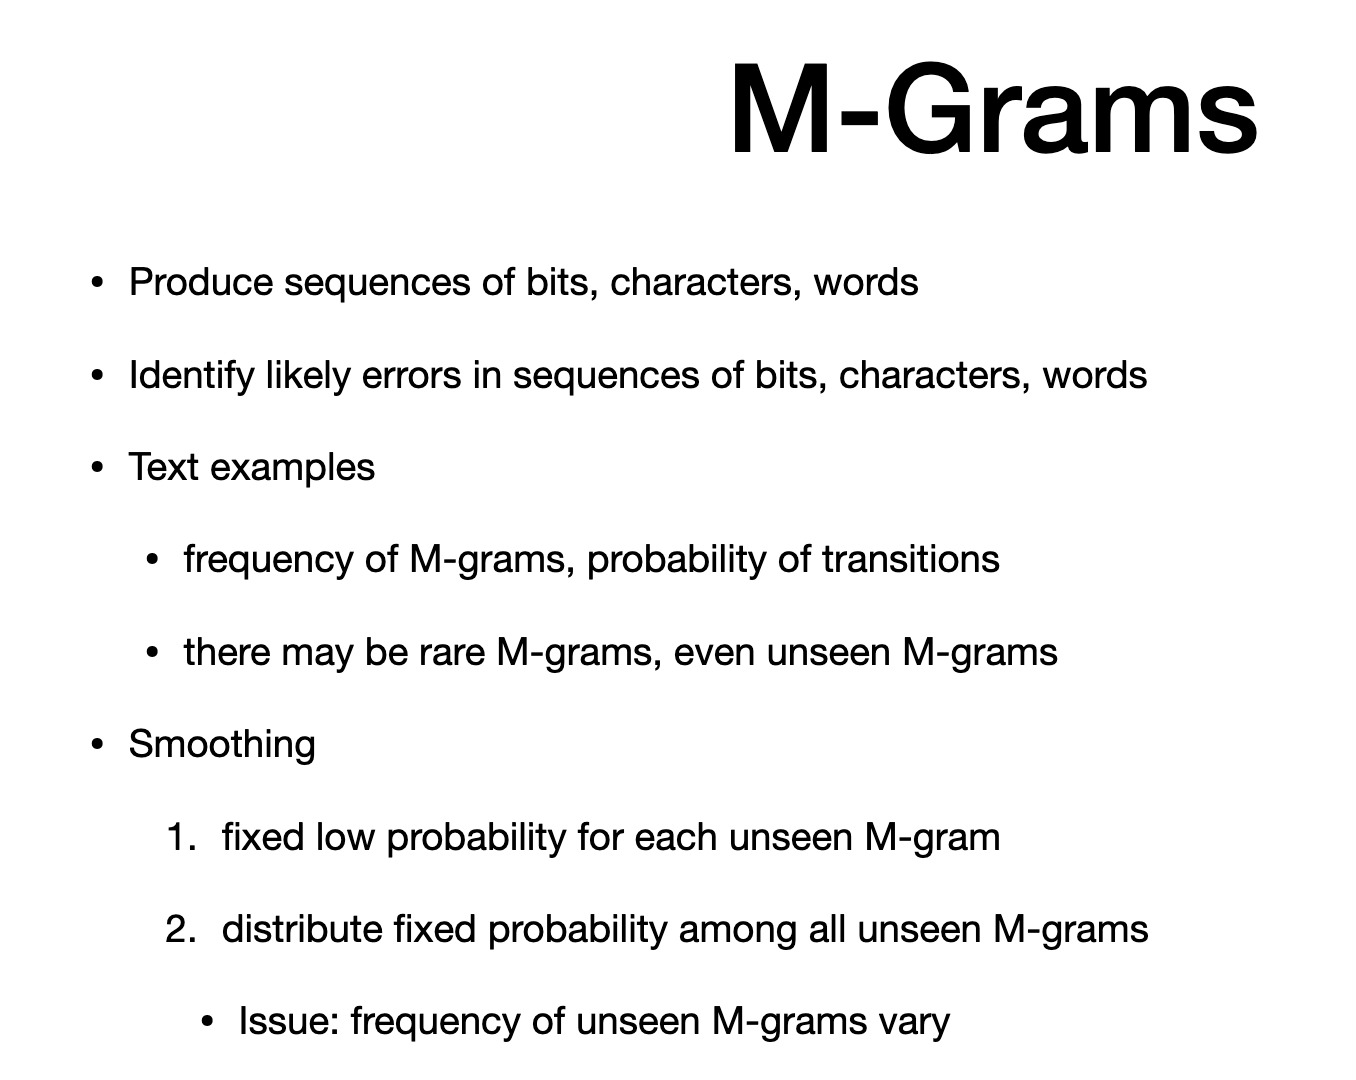 M-Grams
• Produce sequences of bits, characters, words
• Identify likely errors in sequences of bits, characters, words
• Text examples
• frequency of M-grams, probability of transitions
• there may be rare M-grams, even unseen M-grams
• Smoothing
1. fixed low probability for each unseen M-gram
2. distribute fixed probability among all unseen M-grams
• Issue: frequency of unseen M-grams vary